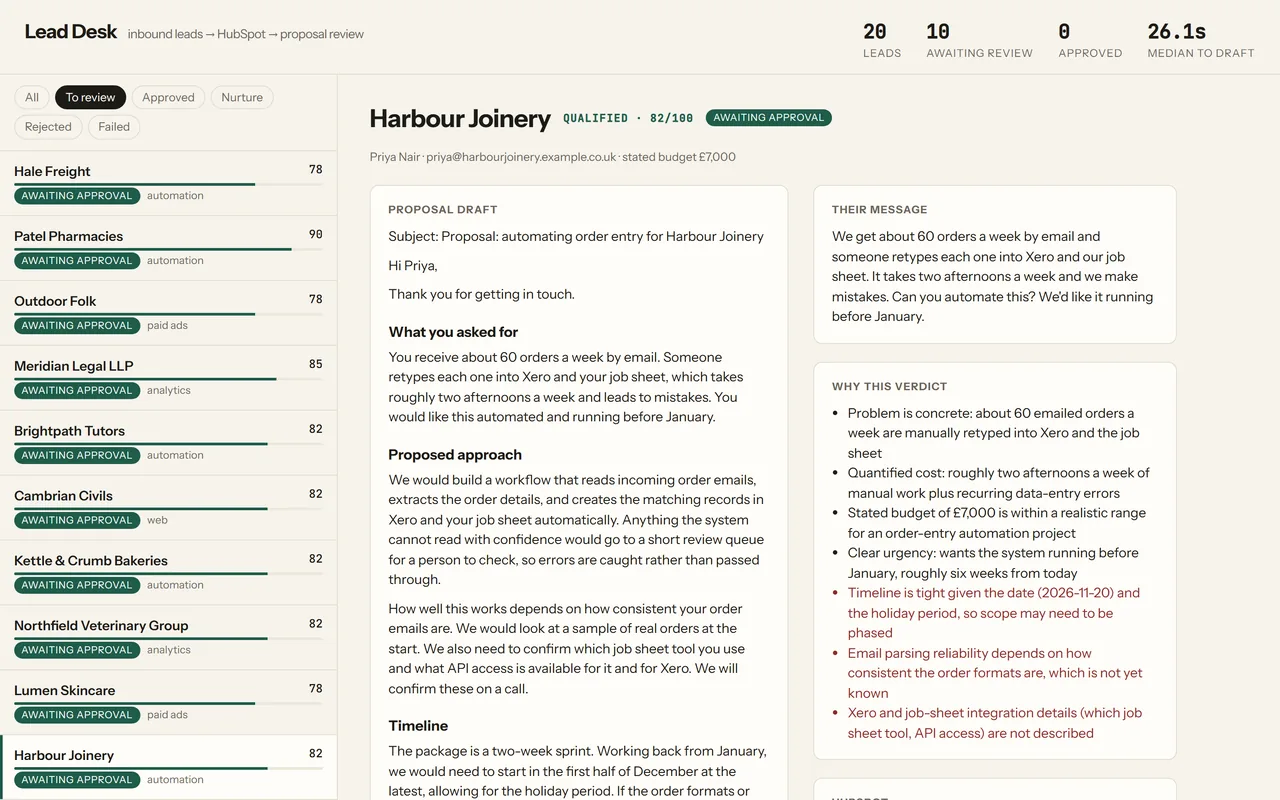 Lead Desk inbound leads → HubSpot → proposal review
20 LEADS
10 AWAITING REVIEW
0 APPROVED
26.1s MEDIAN TO DRAFT
All To review Approved Nurture
Rejected Failed
Hale Freight 78
AWAITING APPROVAL automation
Patel Pharmacies 90
AWAITING APPROVAL automation
Outdoor Folk 78
AWAITING APPROVAL paid ads
Meridian Legal LLP 85
AWAITING APPROVAL analytics
Brightpath Tutors 82
AWAITING APPROVAL automation
Cambrian Civils 82
AWAITING APPROVAL web
Kettle & Crumb Bakeries 82
AWAITING APPROVAL automation
Northfield Veterinary Group 82
AWAITING APPROVAL analytics
Lumen Skincare 78
AWAITING APPROVAL paid ads
Harbour Joinery 82
AWAITING APPROVAL automation
Harbour Joinery QUALIFIED · 82/100 AWAITING APPROVAL
Priya Nair · priya@harbourjoinery.example.co.uk · stated budget £7,000
PROPOSAL DRAFT
Subject: Proposal: automating order entry for Harbour Joinery
Hi Priya,
Thank you for getting in touch.
What you asked for
You receive about 60 orders a week by email. Someone
retypes each one into Xero and your job sheet, which takes
roughly two afternoons a week and leads to mistakes. You
would like this automated and running before January.
Proposed approach
We would build a workflow that reads incoming order emails,
extracts the order details, and creates the matching records in
Xero and your job sheet automatically. Anything the system
cannot read with confidence would go to a short review queue
for a person to check, so errors are caught rather than passed
through.
How well this works depends on how consistent your order
emails are. We would look at a sample of real orders at the
start. We also need to confirm which job sheet tool you use
and what API access is available for it and for Xero. We will
confirm these on a call.
Timeline
The package is a two-week sprint. Working back from January,
we would need to start in the first half of December at the
latest, allowing for the holiday period. If the order formats or
THEIR MESSAGE
We get about 60 orders a week by email and
someone retypes each one into Xero and our job
sheet. It takes two afternoons a week and we make
mistakes. Can you automate this? We'd like it running
before January.
WHY THIS VERDICT
• Problem is concrete: about 60 emailed orders a
week are manually retyped into Xero and the job
sheet
• Quantified cost: roughly two afternoons a week of
manual work plus recurring data-entry errors
• Stated budget of £7,000 is within a realistic range
for an order-entry automation project
• Clear urgency: wants the system running before
January, roughly six weeks from today
• Timeline is tight given the date (2026-11-20) and
the holiday period, so scope may need to be
phased
• Email parsing reliability depends on how
consistent the order formats are, which is not yet
known
• Xero and job-sheet integration details (which job
sheet tool, API access) are not described